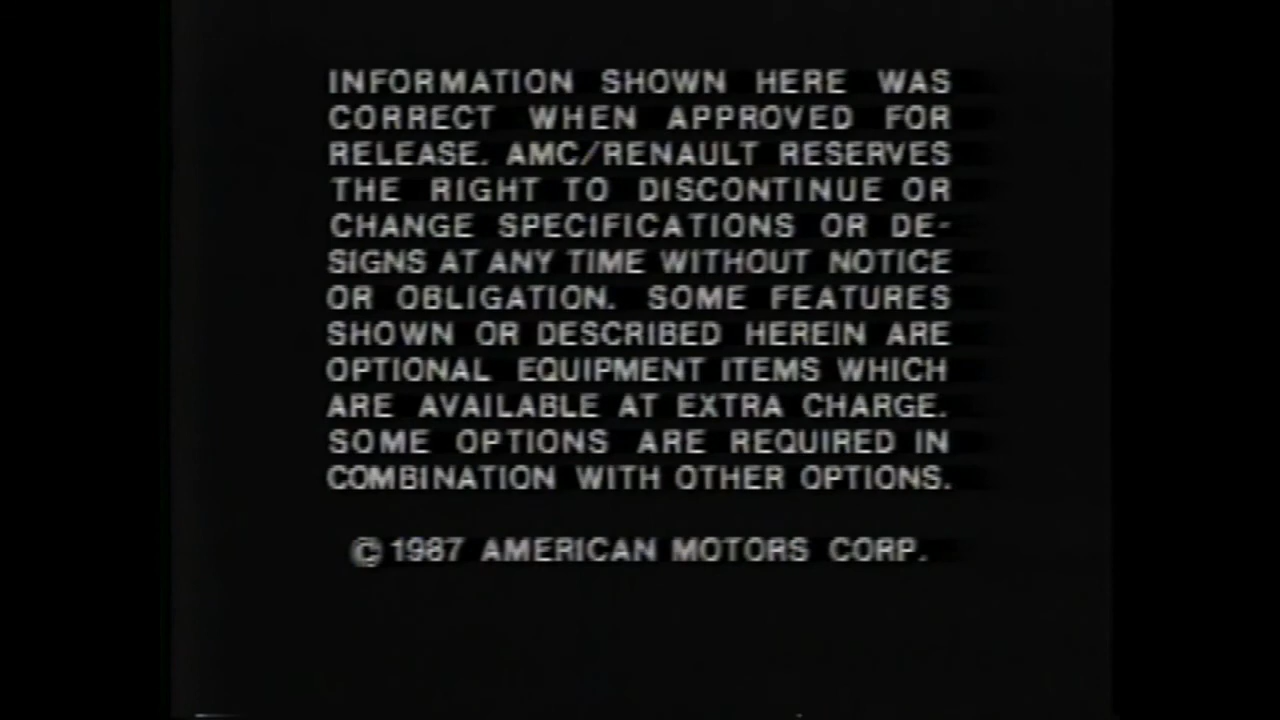 INFORMATION SHOWN HERE WAS
CORRECT WHEN APPROVED FOR
RELEASE. AMC/RENAULT RESERVES
THE RIGHT TO DISCONTINUE OR
CHANGE SPECIFICATIONS OR DE-
SIGNS AT ANY TIME WITHOUT NOTICE
OR OBLIGATION. SOME FEATURES
SHOWN OR DESCRIBED HEREIN ARE
OPTIONAL EQUIPMENT ITEMS WHICH
ARE AVAILABLE AT EXTRA CHARGE.
SOME OPTIONS ARE REQUIRED IN
COMBINATION WITH OTHER OPTIONS.
© 1987 AMERICAN MOTORS CORP.